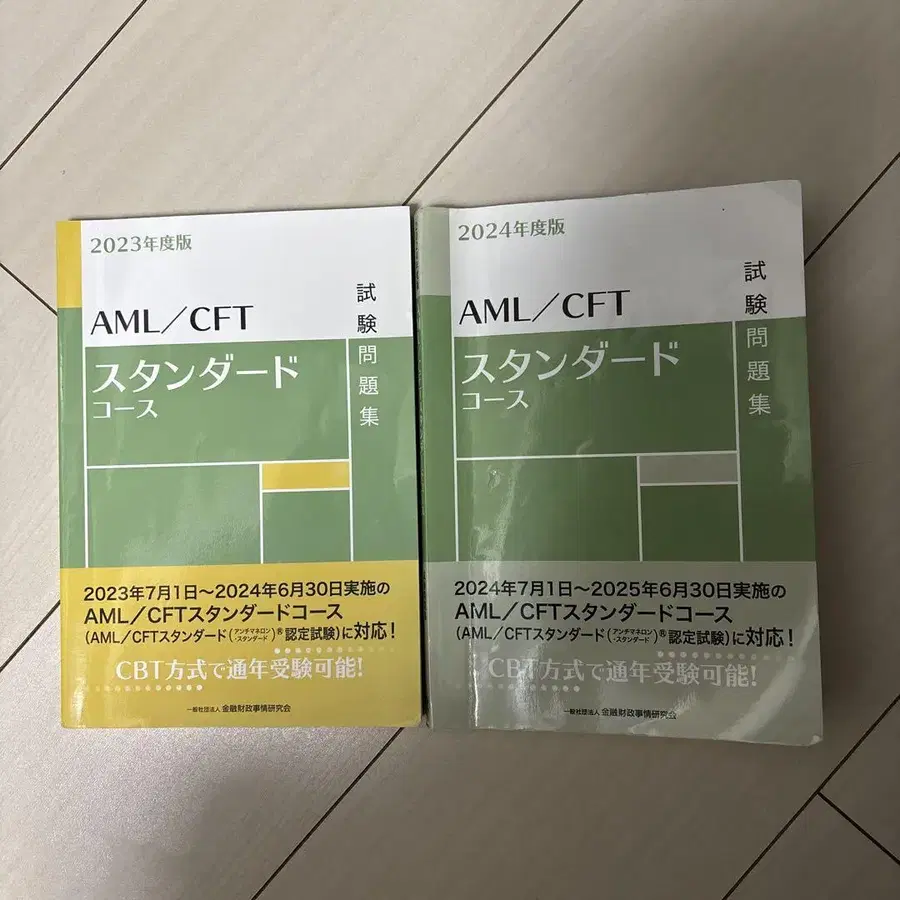 2023年度版
AML／CFT
スタンダード
コース
試験問題集
2023年7月1日～2024年6月30日実施の
AML／CFTスタンダードコース
(AML／CFTスタンダード(アンチマネロン・スタンダード)®認定試験)に対応！
CBT方式で通年受験可能！
一般社団法人 金融財政事情研究会
2024年度版
AML／CFT
スタンダード
コース
試験問題集
2024年7月1日～2025年6月30日実施の
AML／CFTスタンダードコース
(AML／CFTスタンダード(アンチマネロン・スタンダード)®認定試験)に対応！
CBT方式で通年受験可能！
一般社団法人 金融財政事情研究会